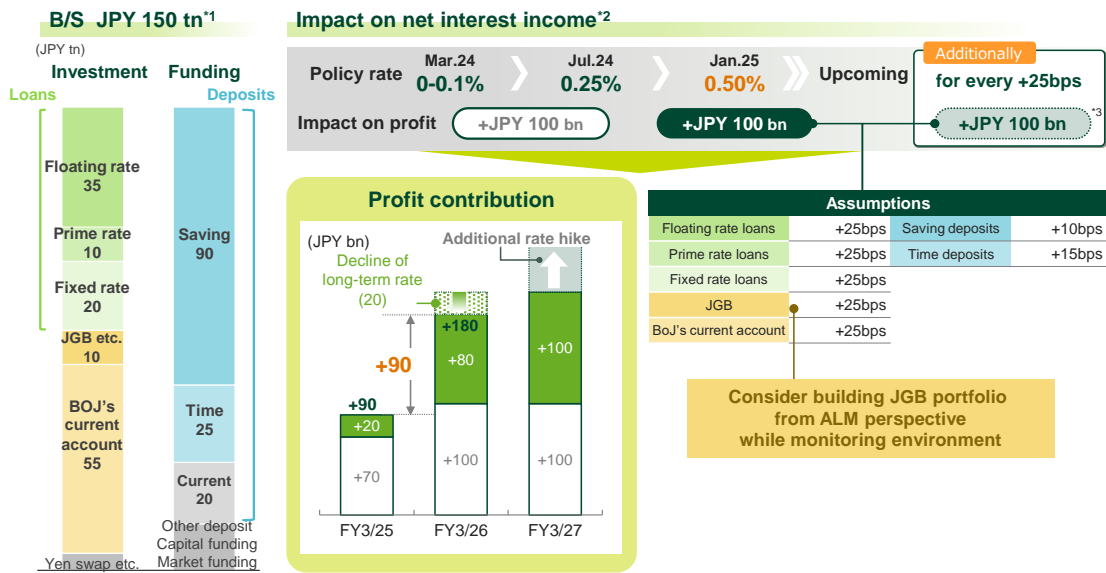 B/S JPY 150 tn*1
(JPY tn)
Investment Funding
Loans Deposits
Floating rate
35
Prime rate
10
Fixed rate
20
JGB etc.
10
BOJ's
current
account
55
Yen swap etc.
Saving
90
Time
25
Current
20
Other deposit
Capital funding
Market funding
Impact on net interest income*2
Policy rate
Mar.24
0-0.1%
Jul.24
0.25%
Jan.25
0.50%
Upcoming
Additionally
for every +25bps
Impact on profit
+JPY 100 bn
+JPY 100 bn
+JPY 100 bn
*3
Profit contribution
(JPY bn)
Additional rate hike
Decline of
long-term rate
(20)
+180
+80
+100
+90
+90
+20
+70
+100
+100
FY3/25 FY3/26 FY3/27
Assumptions
Floating rate loans +25bps Saving deposits +10bps
Prime rate loans +25bps Time deposits +15bps
Fixed rate loans +25bps
JGB +25bps
BoJ's current account +25bps
Consider building JGB portfolio
from ALM perspective
while monitoring environment